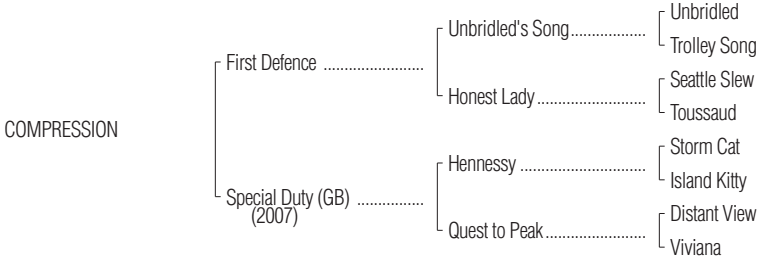 Unbridled
Unbridled's Song..................
Trolley Song
First Defence ........................
Seattle Slew
Honest Lady..........................
Toussaud
COMPRESSION
Storm Cat
Hennessy ..............................
Island Kitty
Special Duty (GB) ................
(2007)
Distant View
Quest to Peak........................
Viviana